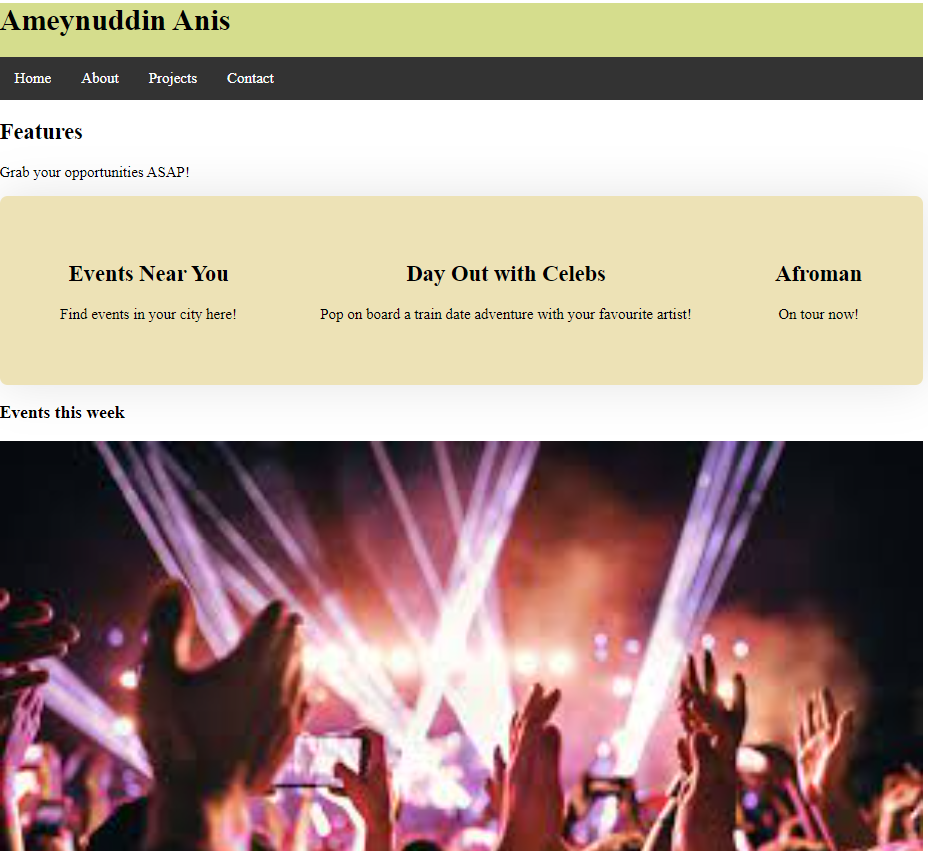 Ameynuddin Anis
Home About Projects Contact
Features
Grab your opportunities ASAP!
Events Near You
Find events in your city here!
Day Out with Celebs
Pop on board a train date adventure with your favourite artist!
Afroman
On tour now!
Events this week